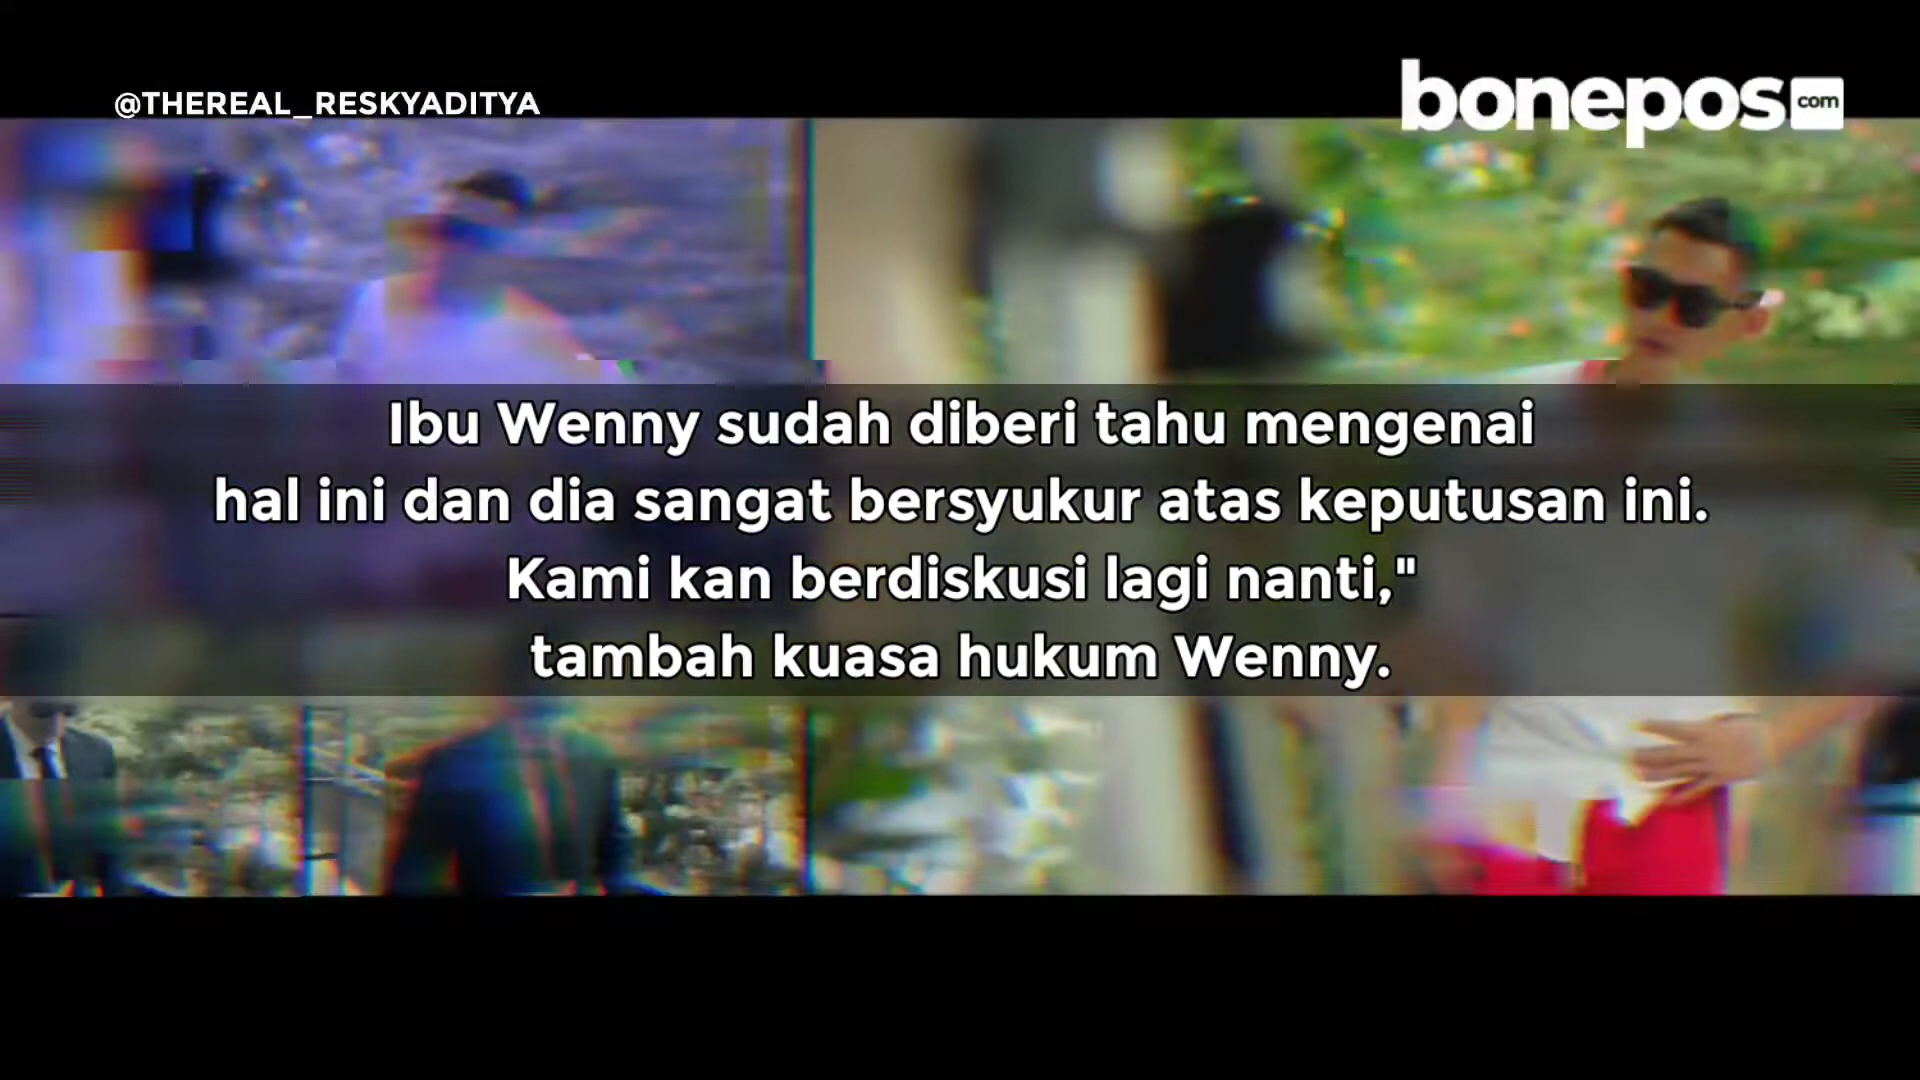 @THEREAL_RESKYADITYA
bonepos.com
Ibu Wenny sudah diberi tahu mengenai
hal ini dan dia sangat bersyukur atas keputusan ini.
Kami kan berdiskusi lagi nanti,"
tambah kuasa hukum Wenny.